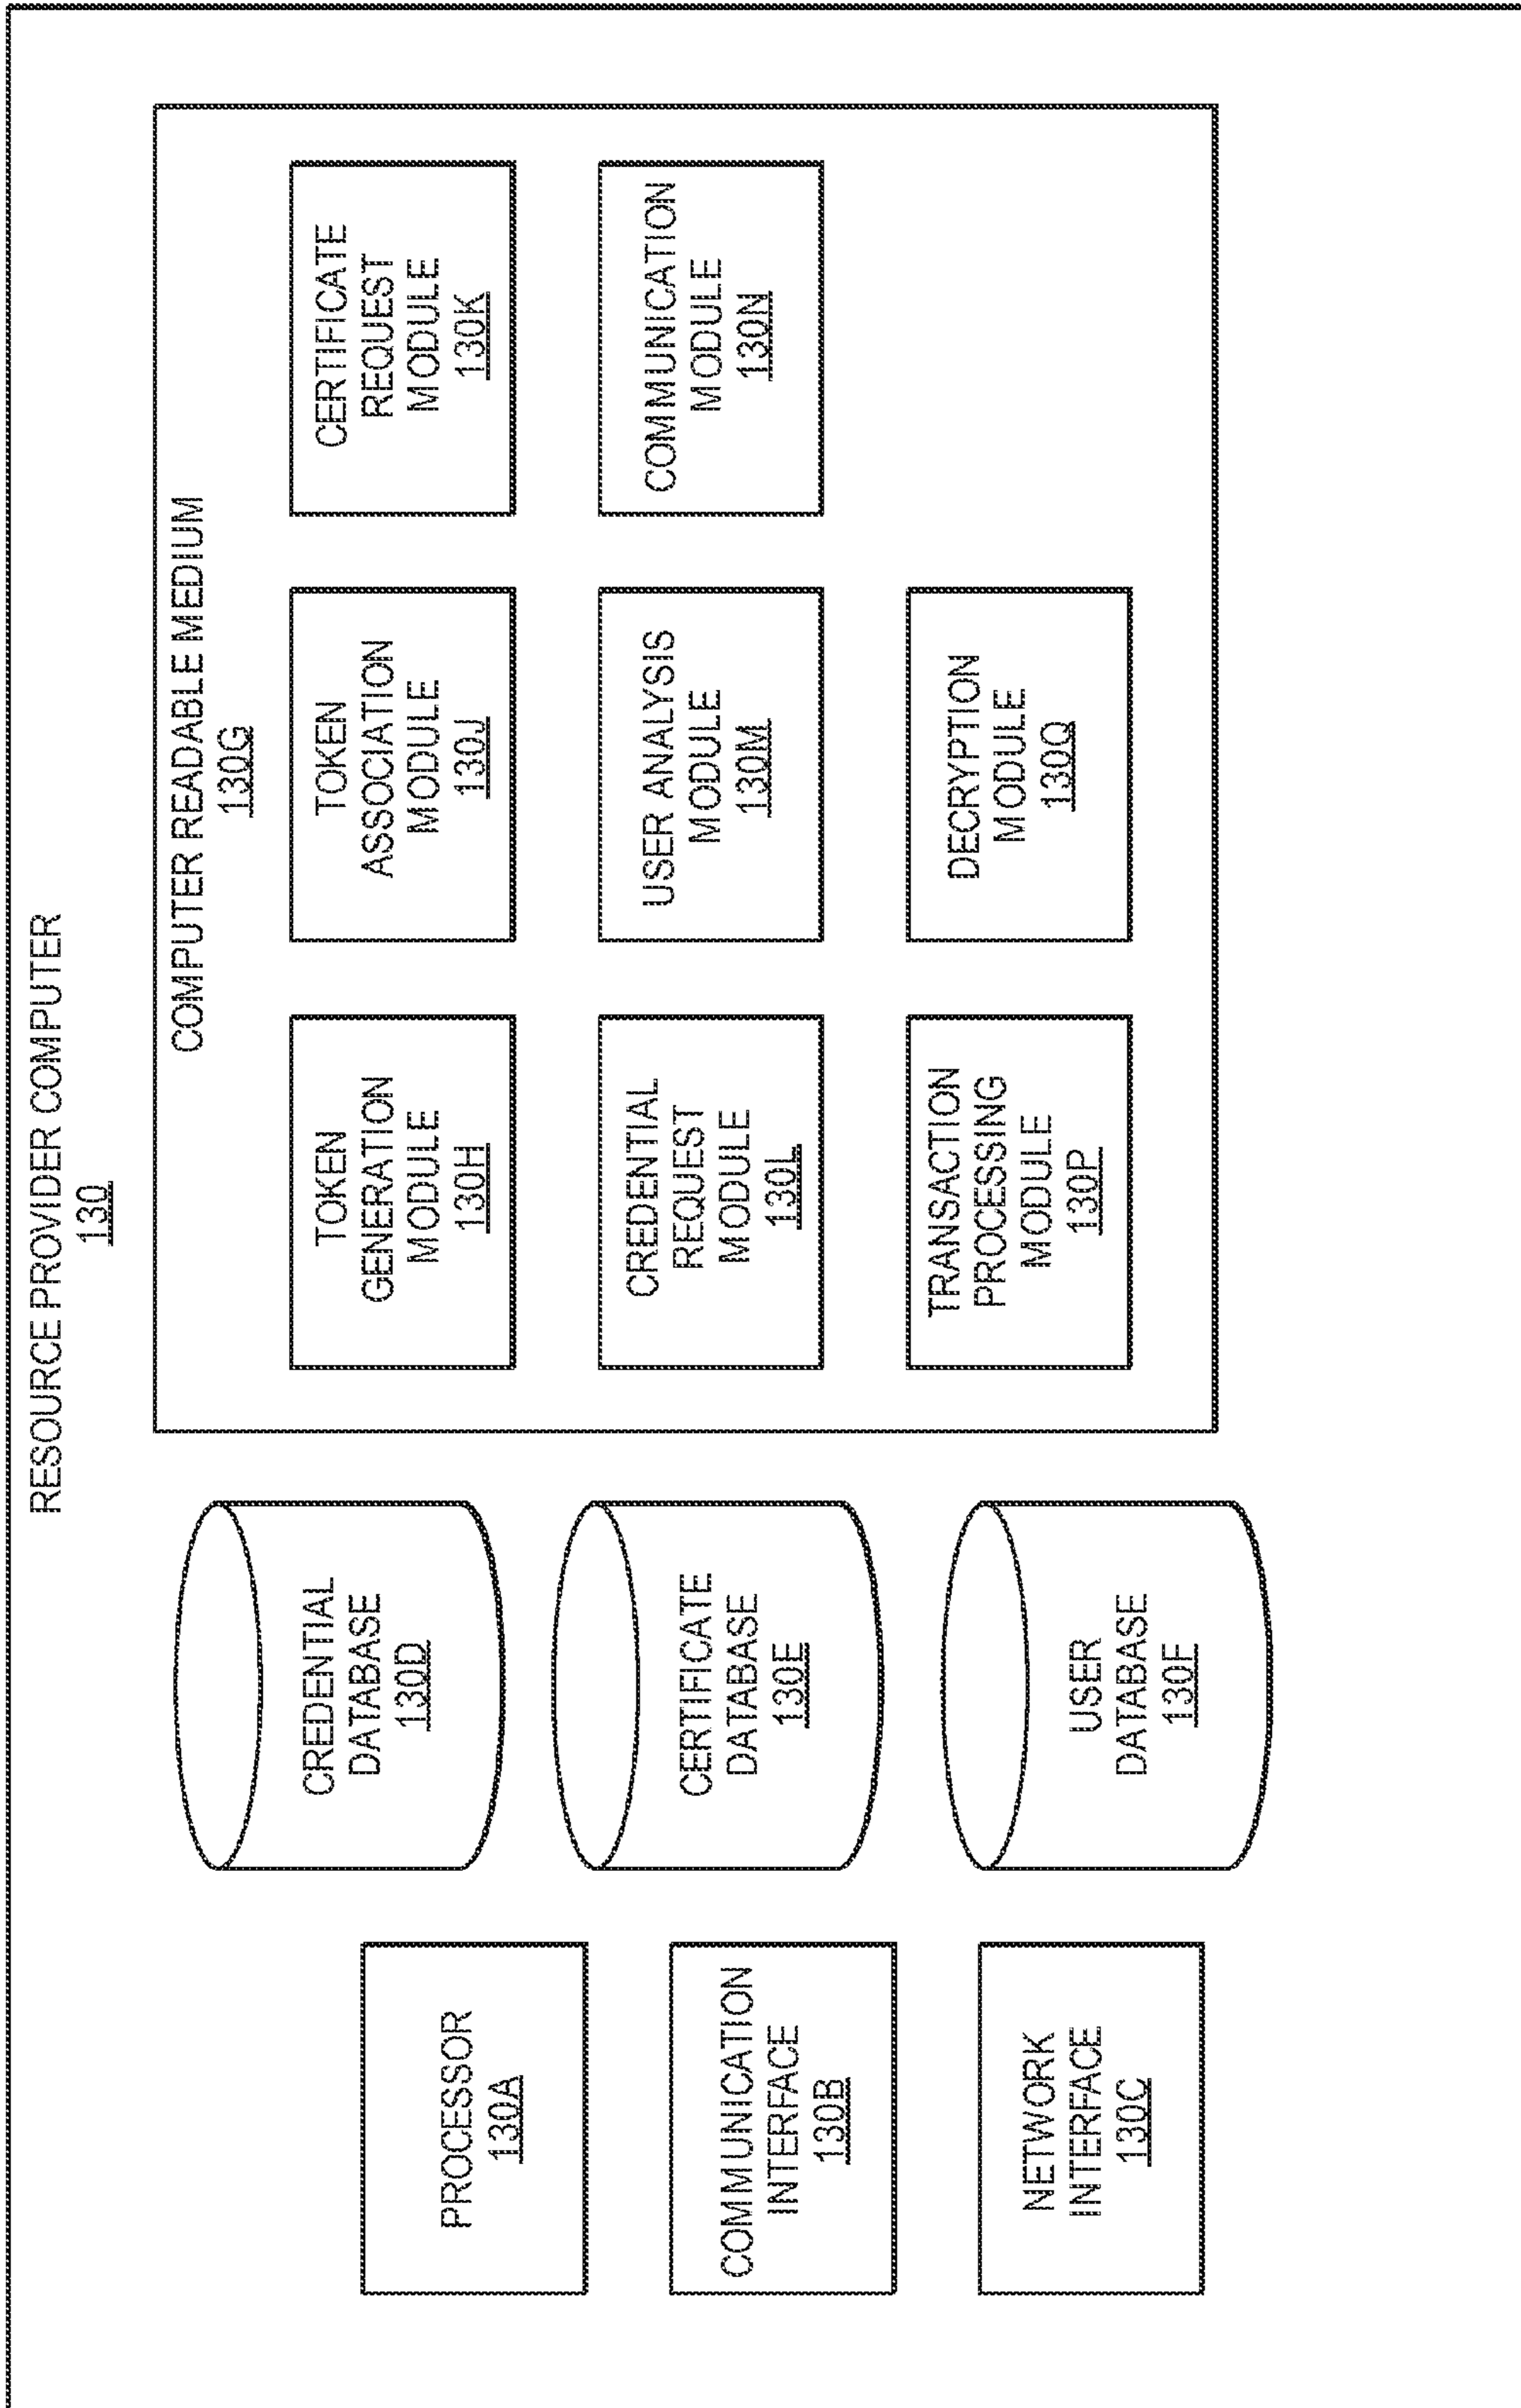 RESOURCE PROVIDER COMPUTER
130
PROCESSOR
130A
COMMUNICATION
INTERFACE
130B
NETWORK
INTERFACE
130C
CREDENTIAL
DATABASE
130D
CERTIFICATE
DATABASE
130E
USER
DATABASE
130F
COMPUTER READABLE MEDIUM
130G
TOKEN
GENERATION
MODULE
130H
TOKEN
ASSOCIATION
MODULE
130J
CERTIFICATE
REQUEST
MODULE
130K
CREDENTIAL
REQUEST
MODULE
130L
USER ANALYSIS
MODULE
130M
COMMUNICATION
MODULE
130N
TRANSACTION
PROCESSING
MODULE
130P
DECRYPTION
MODULE
130Q